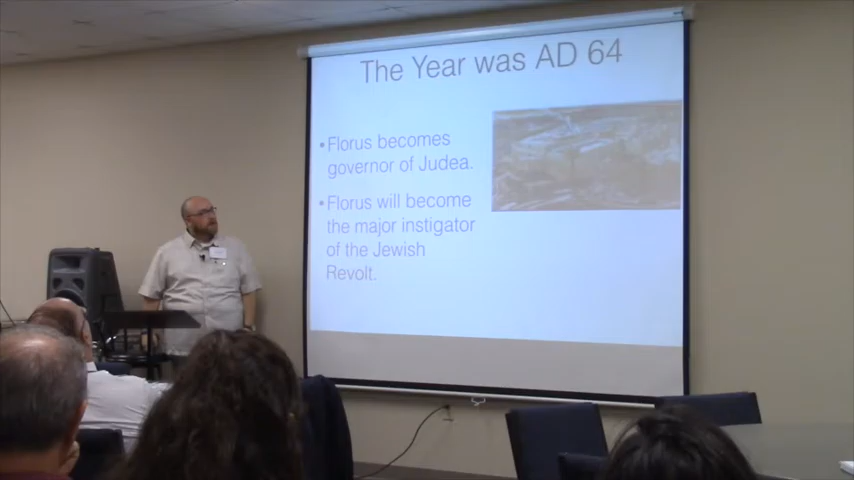 The Year was AD 64
• Florus becomes
governor of Judea.
• Florus will become
the major instigator
of the Jewish
Revolt.